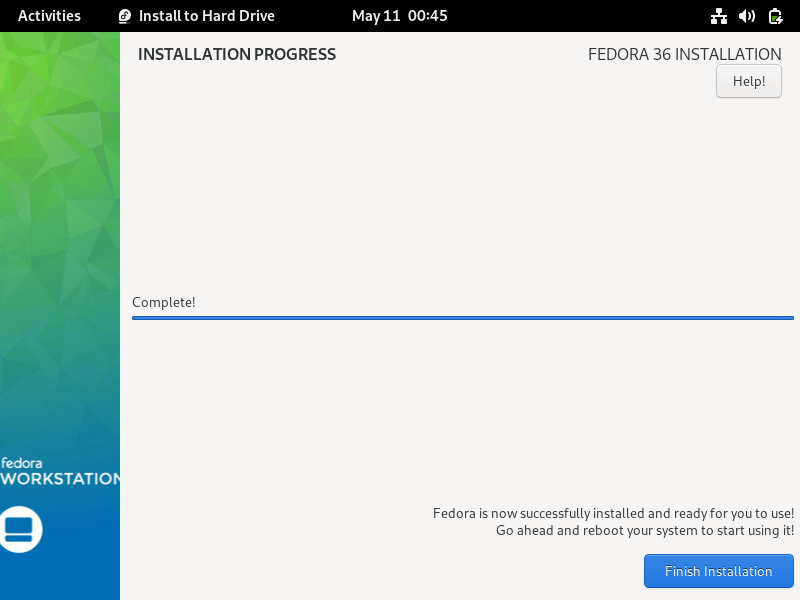 Activities
Install to Hard Drive
May 11 00:45
INSTALLATION PROGRESS
FEDORA 36 INSTALLATION
Help!
Complete!
fedora
WORKSTATION
Fedora is now successfully installed and ready for you to use!
Go ahead and reboot your system to start using it!
Finish Installation